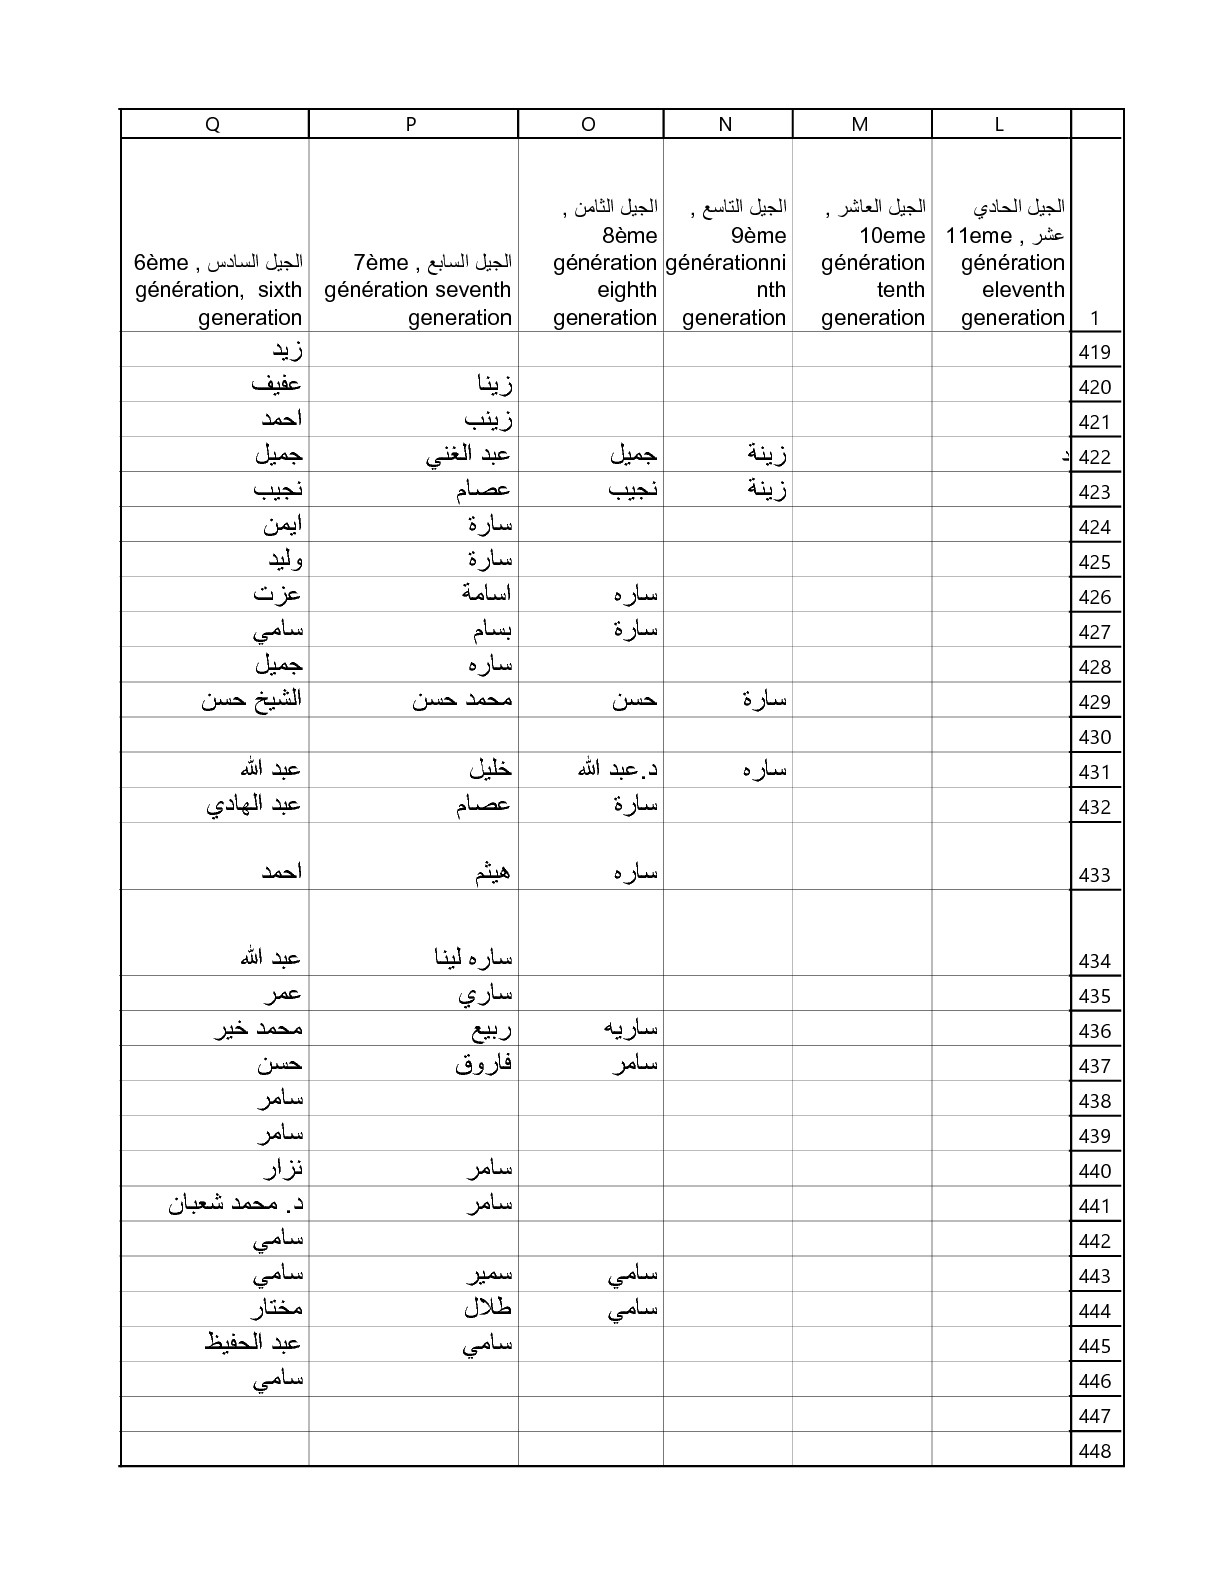 L M N O P Q
1 الجيل الحادي عشر , 11eme génération eleventh generation الجيل العاشر , 10eme génération tenth generation الجيل التاسع , 9ème générationni nth generation الجيل الثامن , 8ème génération eighth generation الجيل السابع , 7ème génération seventh generation الجيل السادس , 6ème génération, sixth generation
419 زيد
420 زينا عفيف
421 زينب احمد
422 د زينة جميل عبد الغني جميل
423 زينة نجيب عصام نجيب
424 سارة ايمن
425 سارة وليد
426 ساره اسامة عزت
427 سارة بسام سامي
428 ساره جميل
429 سارة حسن محمد حسن الشيخ حسن
430
431 ساره د.عبد الله خليل عبد الله
432 سارة عصام عبد الهادي
433 ساره هيثم احمد
434 ساره لينا عبد الله
435 ساري عمر
436 ساريه ربيع محمد خير
437 سامر فاروق حسن
438 سامر
439 سامر
440 سامر نزار
441 سامر د. محمد شعبان
442 سامي
443 سامي سمير سامي
444 سامي طلال مختار
445 سامي عبد الحفيظ
446 سامي
447
448